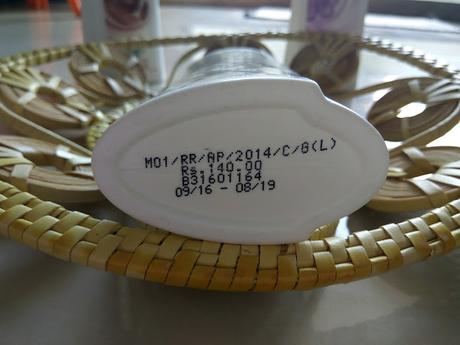 M01/RR/AP/2014/C/G(L)
Rs.140.00
B31601164
09/16 - 08/19